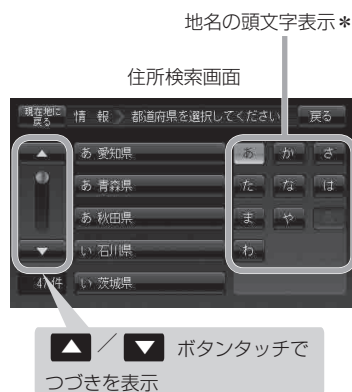 地名の頭文字表示*
住所検索画面
現在地に戻る 情 報 都道府県を選択してください 戻る
▲ あ 愛知県 あ か さ
あ 青森県 た な は
あ 秋田県 ま や
▼ い 石川県 わ
47件 い 茨城県
▲/▼ ボタンタッチで
つづきを表示